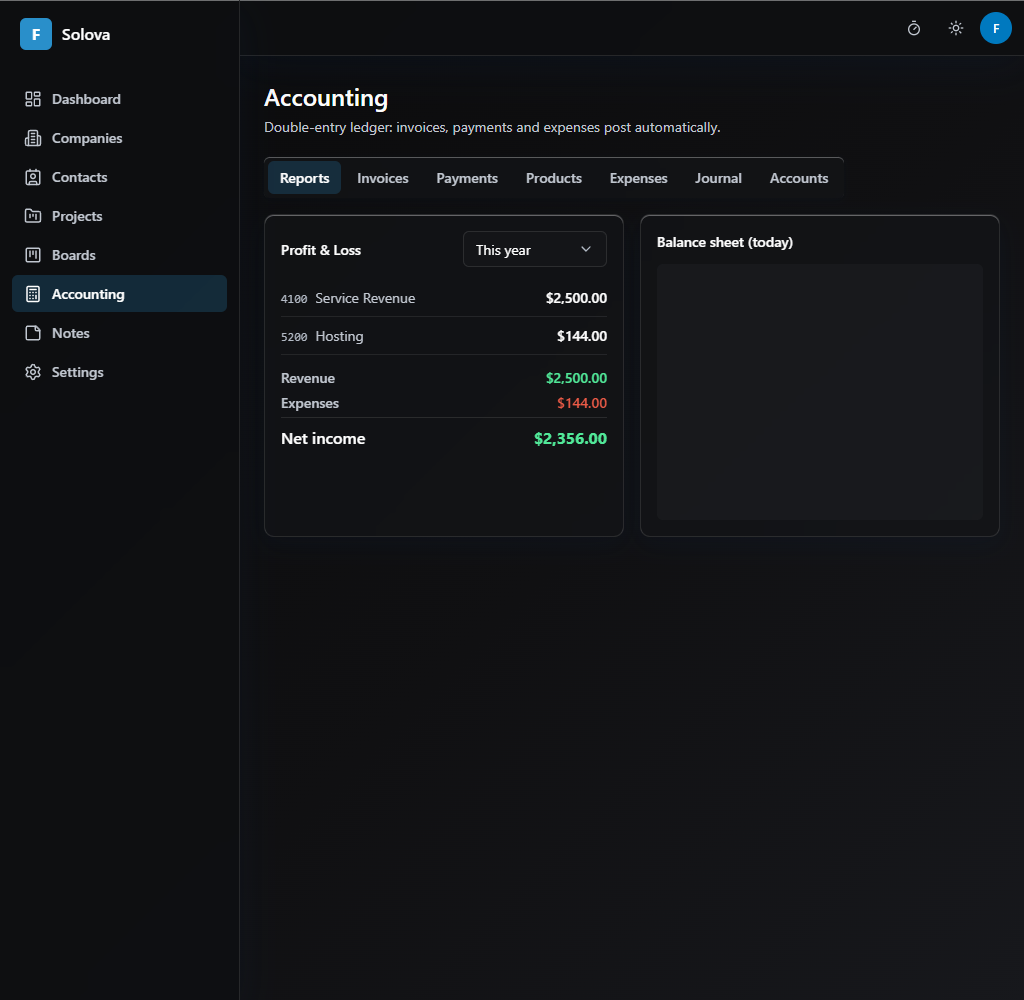 F Solova
F
Dashboard
Companies
Contacts
Projects
Boards
Accounting
Notes
Settings
Accounting
Double-entry ledger: invoices, payments and expenses post automatically.
Reports Invoices Payments Products Expenses Journal Accounts
Profit & Loss This year
4100 Service Revenue $2,500.00
5200 Hosting $144.00
Revenue $2,500.00
Expenses $144.00
Net income $2,356.00
Balance sheet (today)